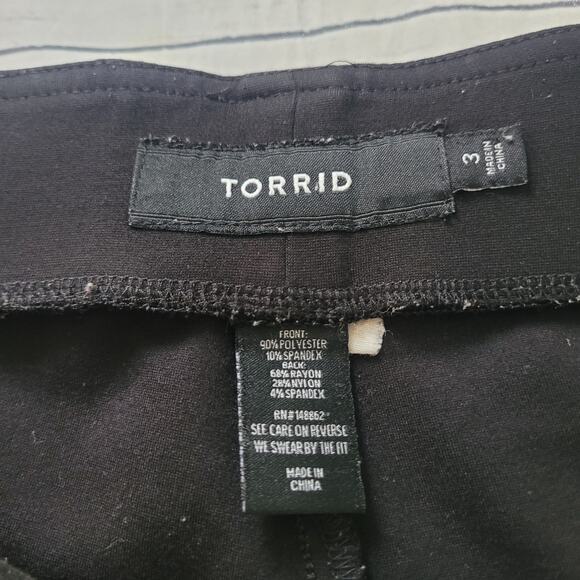 TORRID
3
MADE IN
CHINA
FRONT:
90% POLYESTER
10% SPANDEX
BACK:
68% RAYON
28% NYLON
4% SPANDEX
RN# 148862
SEE CARE ON REVERSE
WE SWEAR BY THE FIT
MADE IN
CHINA